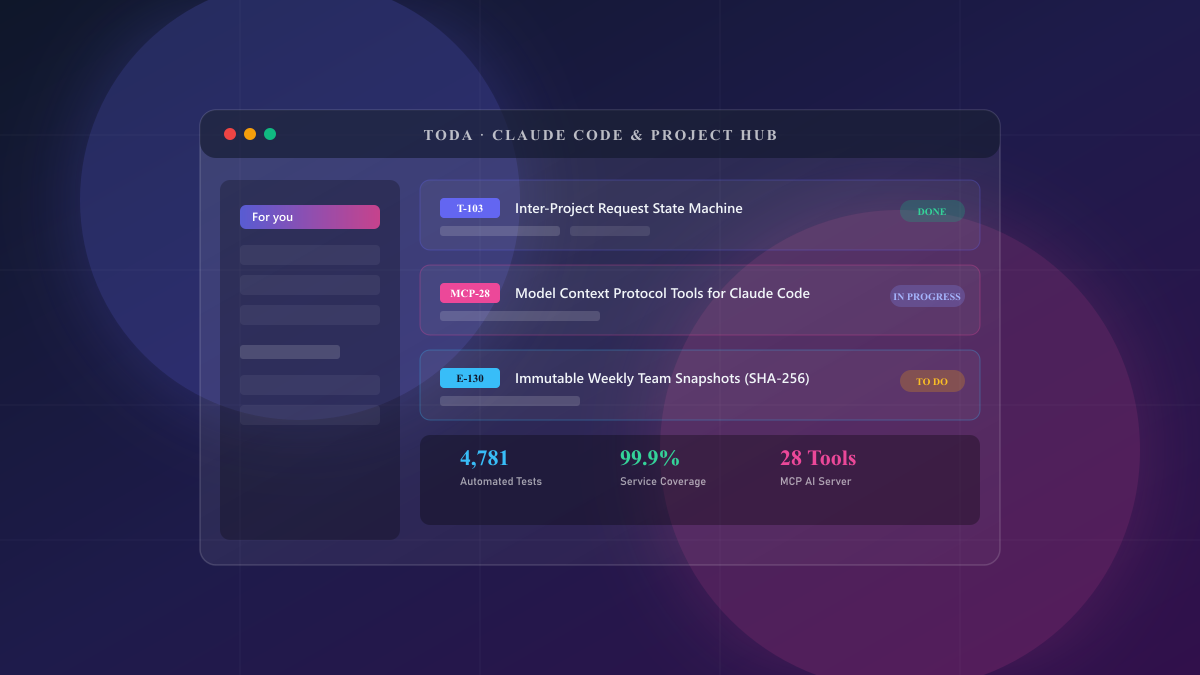 TODA · CLAUDE CODE & PROJECT HUB
For you
T-103 Inter-Project Request State Machine DONE
MCP-28 Model Context Protocol Tools for Claude Code IN PROGRESS
E-130 Immutable Weekly Team Snapshots (SHA-256) TO DO
4,781 99.9% 28 Tools
Automated Tests Service Coverage MCP AI Server